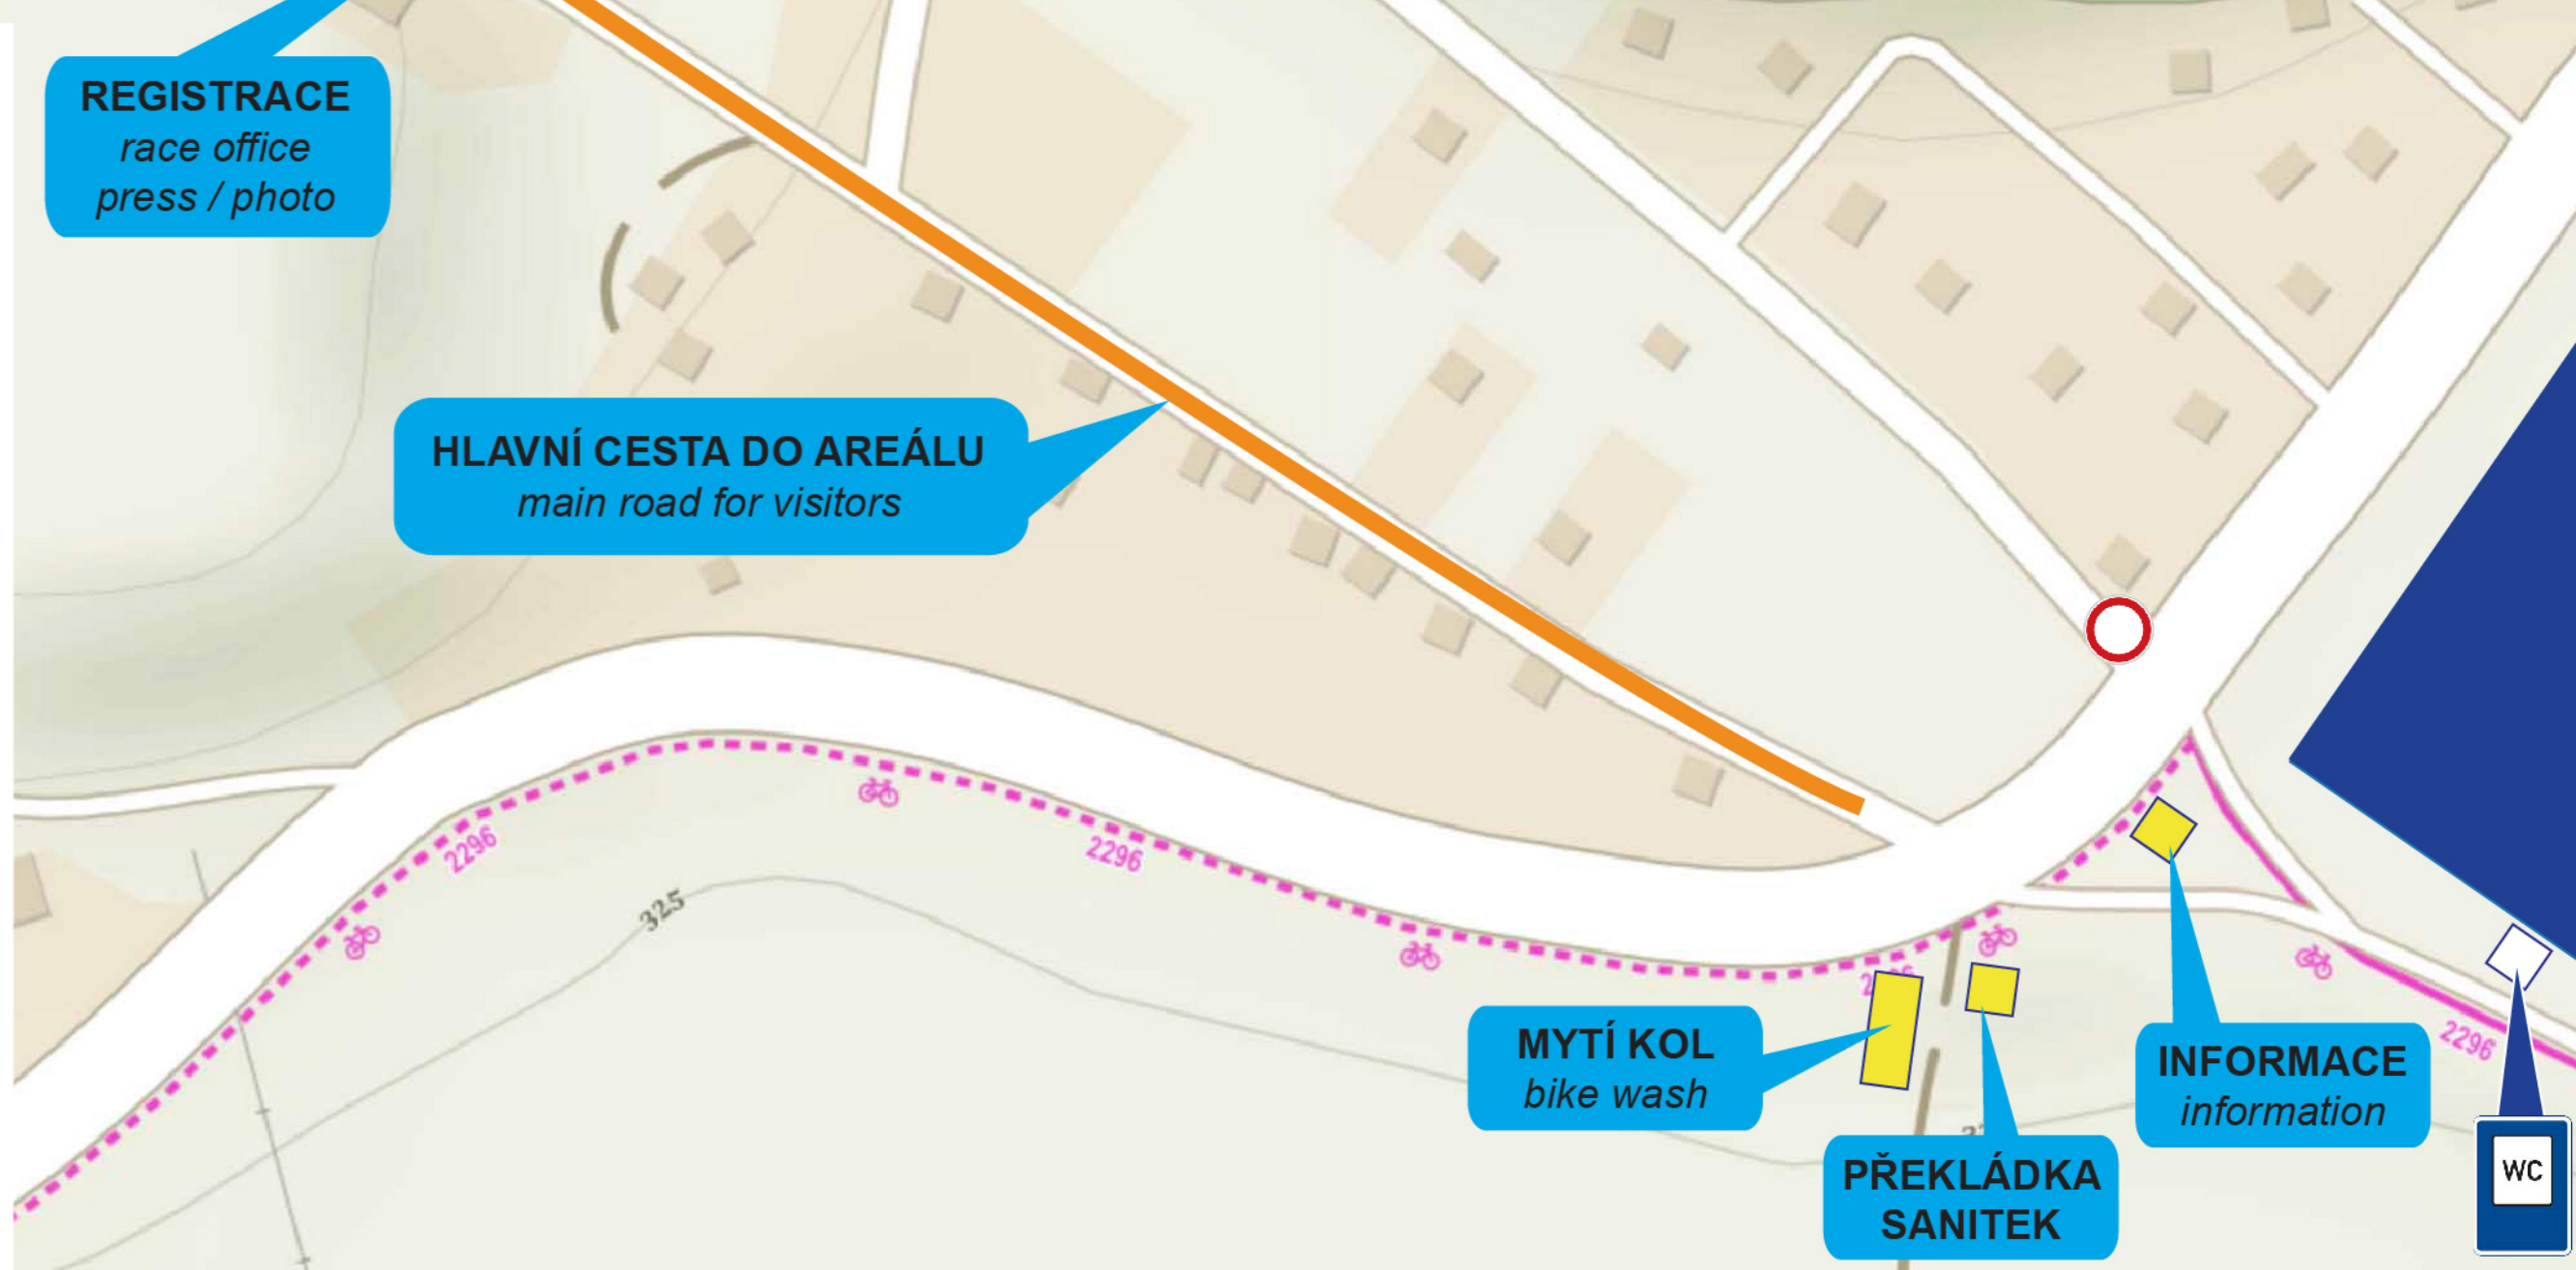 REGISTRACE
race office
press / photo
HLAVNÍ CESTA DO AREÁLU
main road for visitors
2296
2296
325
MYTÍ KOL
bike wash
PŘEKLÁDKA
SANITEK
INFORMACE
information
2296
WC